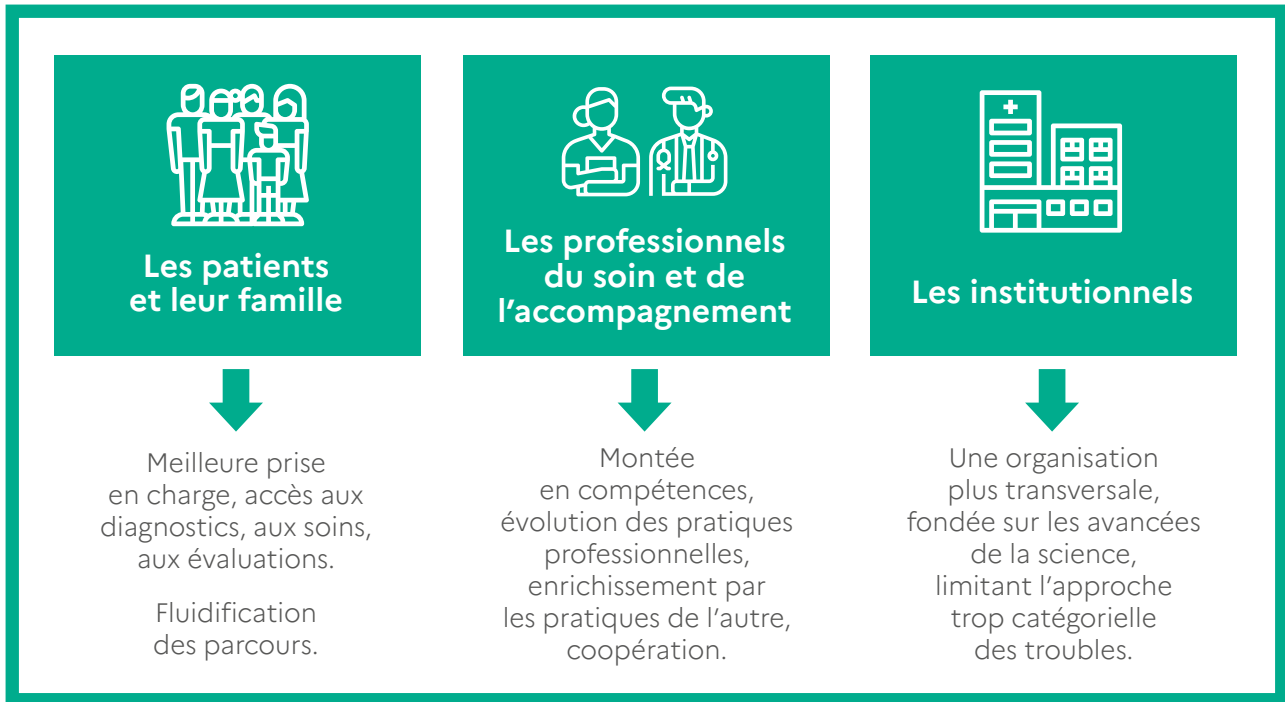 Les patients
et leur famille
Meilleure prise
en charge, accès aux
diagnostics, aux soins,
aux évaluations.
Fluidification
des parcours.
Les professionnels
du soin et de
l’accompagnement
Montée
en compétences,
évolution des pratiques
professionnelles,
enrichissement par
les pratiques de l’autre,
coopération.
Les institutionnels
Une organisation
plus transversale,
fondée sur les avancées
de la science,
limitant l’approche
trop catégorielle
des troubles.